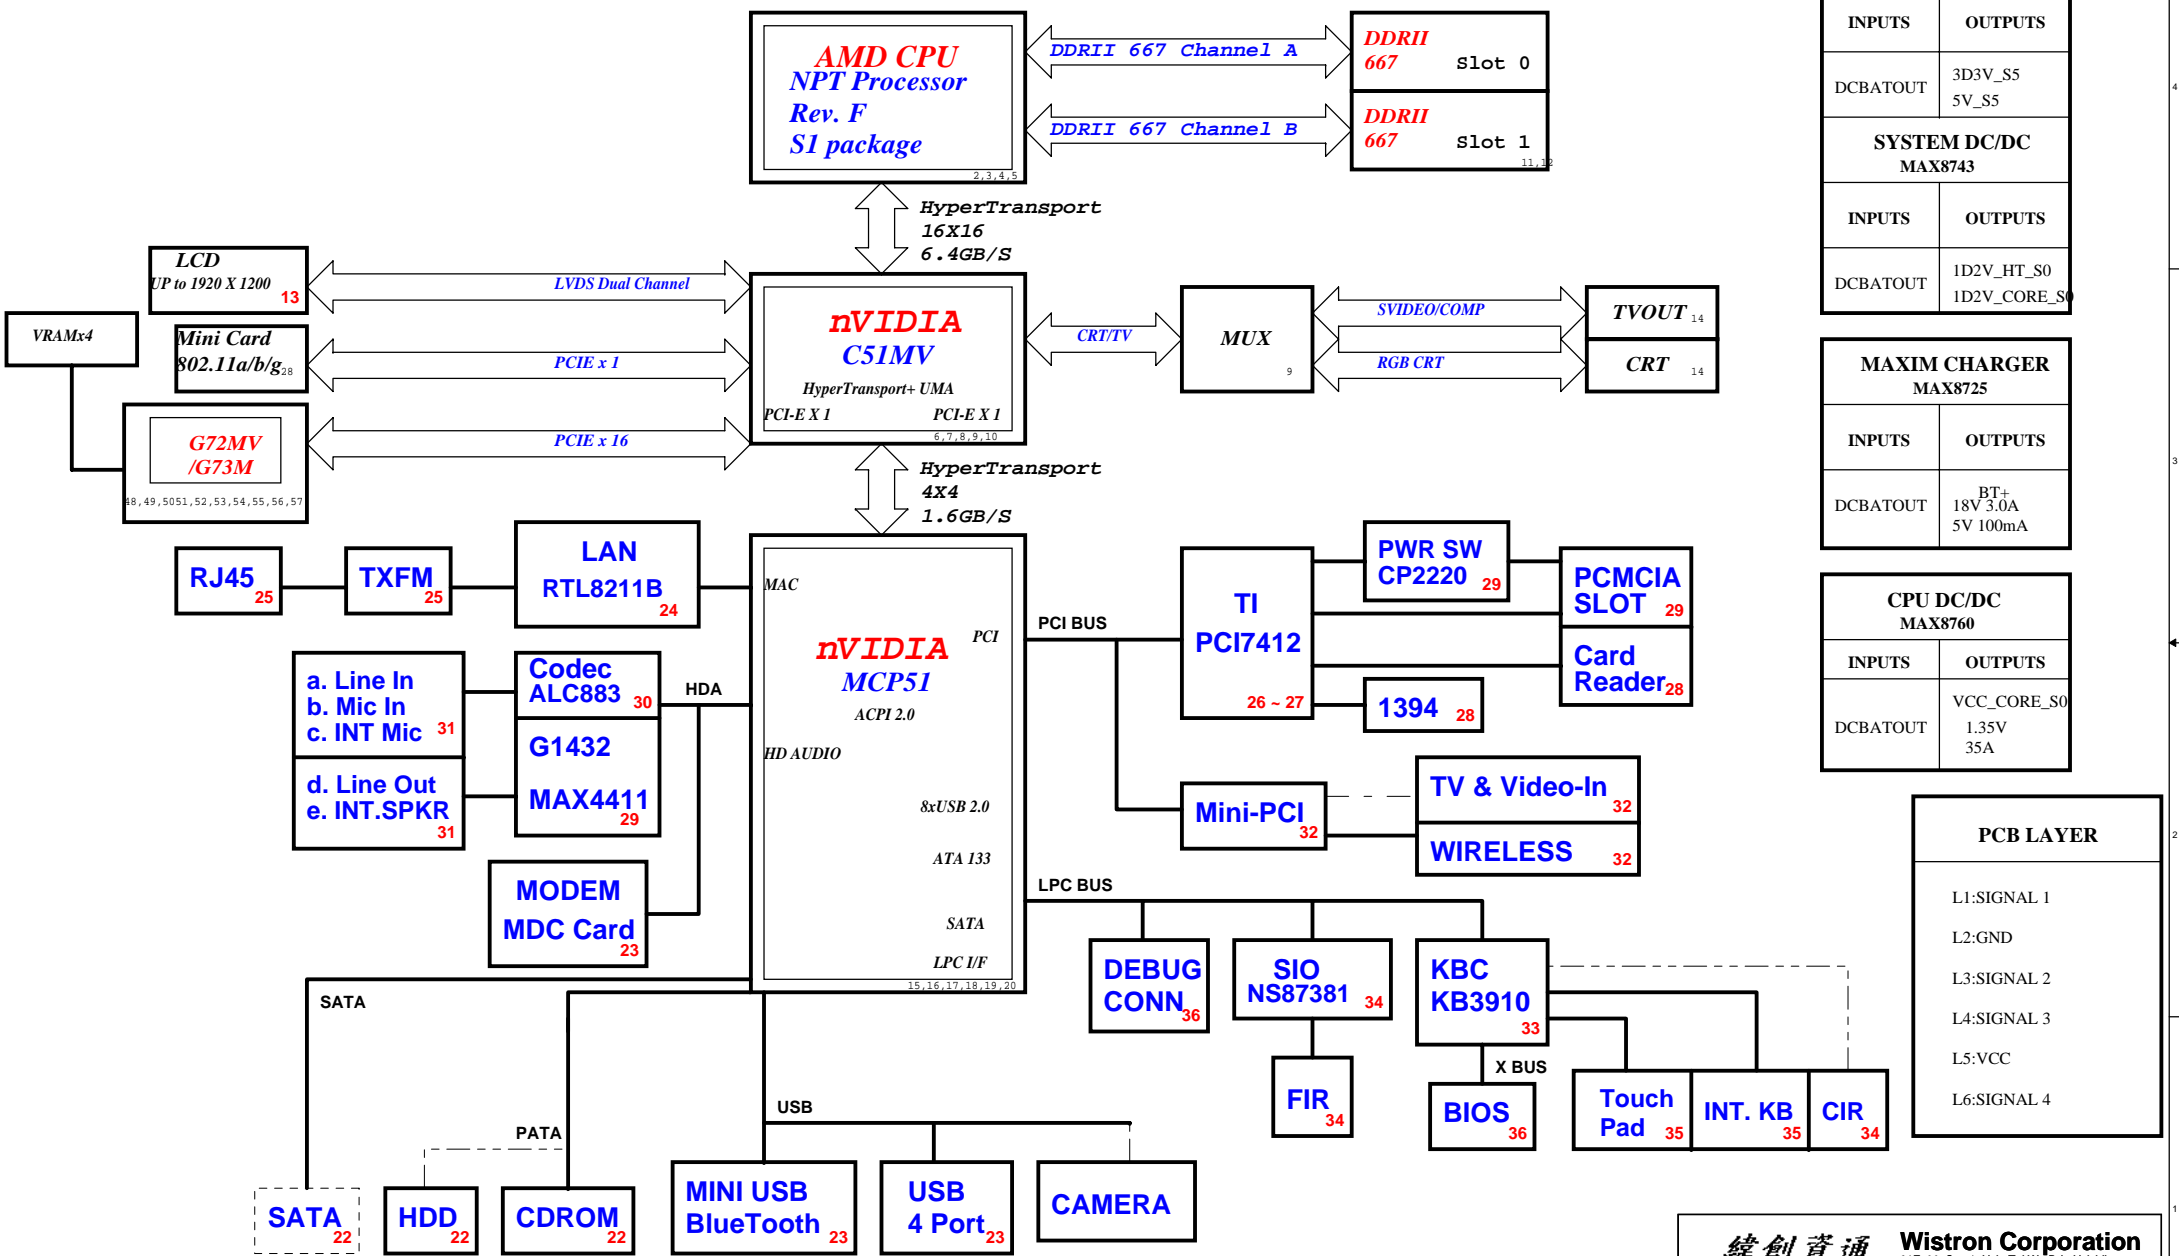 AMD CPU
NPT Processor
Rev. F
S1 package
2,3,4,5
DDRII 667 Channel A
DDRII 667 Channel B
DDRII
667 Slot 0
DDRII
667 Slot 1
11,12
HyperTransport
16X16
6.4GB/S
LCD
UP to 1920 X 1200
13
LVDS Dual Channel
VRAMx4
Mini Card
802.11a/b/g 28
PCIE x 1
G72MV
/G73M
48,49,5051,52,53,54,55,56,57
PCIE x 16
nVIDIA
C51MV
HyperTransport+ UMA
PCI-E X 1 PCI-E X 1
6,7,8,9,10
CRT/TV
MUX
9
SVIDEO/COMP
RGB CRT
TVOUT 14
CRT 14
HyperTransport
4X4
1.6GB/S
RJ45
25
TXFM
25
LAN
RTL8211B
24
MAC
PCI
nVIDIA
MCP51
ACPI 2.0
HD AUDIO
8xUSB 2.0
ATA 133
SATA
LPC I/F
15,16,17,18,19,20
a. Line In
b. Mic In
c. INT Mic 31
d. Line Out
e. INT.SPKR
31
Codec
ALC883 30
G1432
MAX4411
29
HDA
MODEM
MDC Card
23
PCI BUS
TI
PCI7412
26 ~ 27
PWR SW
CP2220 29
PCMCIA
SLOT 29
Card
Reader 28
1394 28
Mini-PCI
32
TV & Video-In
32
WIRELESS 32
LPC BUS
DEBUG
CONN 36
SIO
NS87381 34
KBC
KB3910
33
FIR
34
X BUS
BIOS
36
Touch
Pad 35
INT. KB
35
CIR
34
SATA
PATA
USB
SATA
22
HDD
22
CDROM
22
MINI USB
BlueTooth 23
USB
4 Port 23
CAMERA
INPUTS OUTPUTS
DCBATOUT
3D3V_S5
5V_S5
SYSTEM DC/DC
MAX8743
INPUTS OUTPUTS
DCBATOUT
1D2V_HT_S0
1D2V_CORE_S0
MAXIM CHARGER
MAX8725
INPUTS OUTPUTS
DCBATOUT
BT+
18V 3.0A
5V 100mA
CPU DC/DC
MAX8760
INPUTS OUTPUTS
DCBATOUT
VCC_CORE_S0
1.35V
35A
PCB LAYER
L1:SIGNAL 1
L2:GND
L3:SIGNAL 2
L4:SIGNAL 3
L5:VCC
L6:SIGNAL 4
4
3
2
1
緯創資通 Wistron Corporation